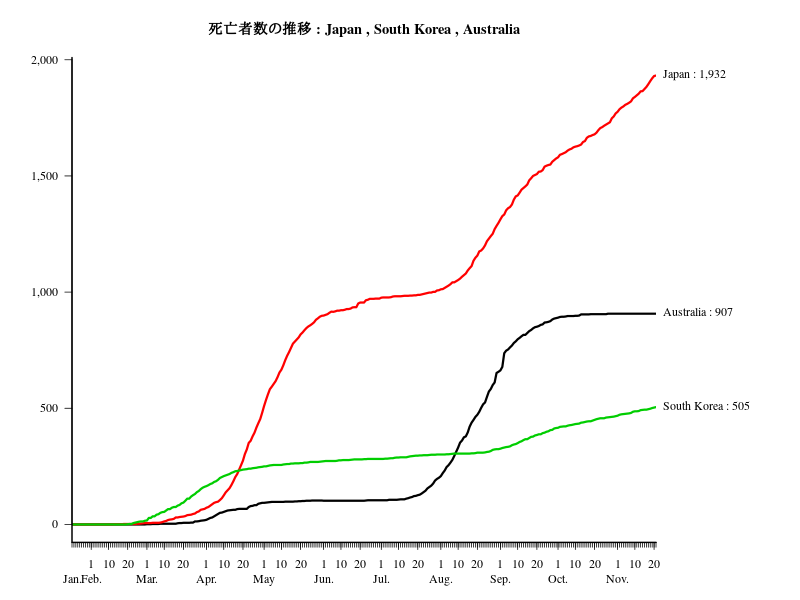 死亡者数の推移 : Japan , South Korea , Australia
2,000
Japan : 1,932
1,500
1,000
Australia : 907
500
South Korea : 505
0
1 10 20 1 10 20 1 10 20 1 10 20 1 10 20 1 10 20 1 10 20 1 10 20 1 10 20 1 10 20
Jan.Feb. Mar. Apr. May Jun. Jul. Aug. Sep. Oct. Nov.